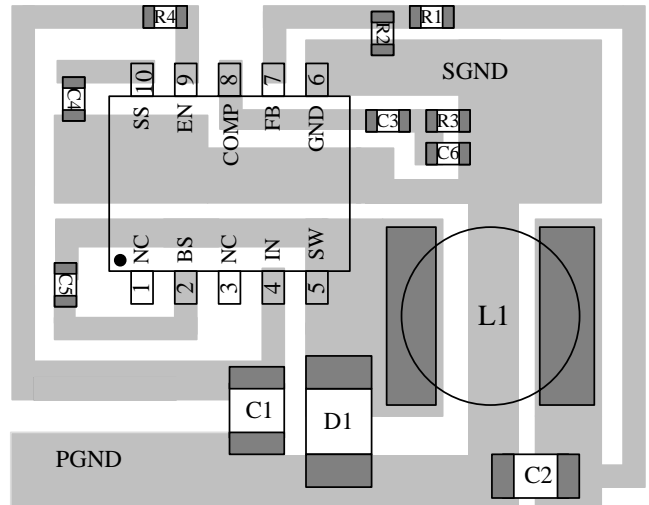 R4
R1
R2
SGND
10
9
8
7
6
C4
SS
EN
COMP
FB
GND
C3
R3
C6
NC
BS
NC
IN
SW
C5
1
2
3
4
5
L1
C1
D1
PGND
C2